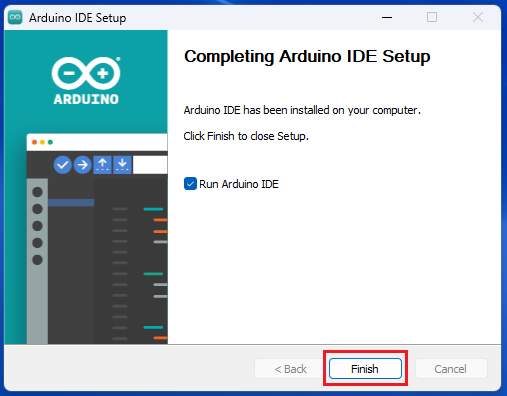 Arduino IDE Setup
ARDUINO
Completing Arduino IDE Setup
Arduino IDE has been installed on your computer.
Click Finish to close Setup.
Run Arduino IDE
< Back
Finish
Cancel